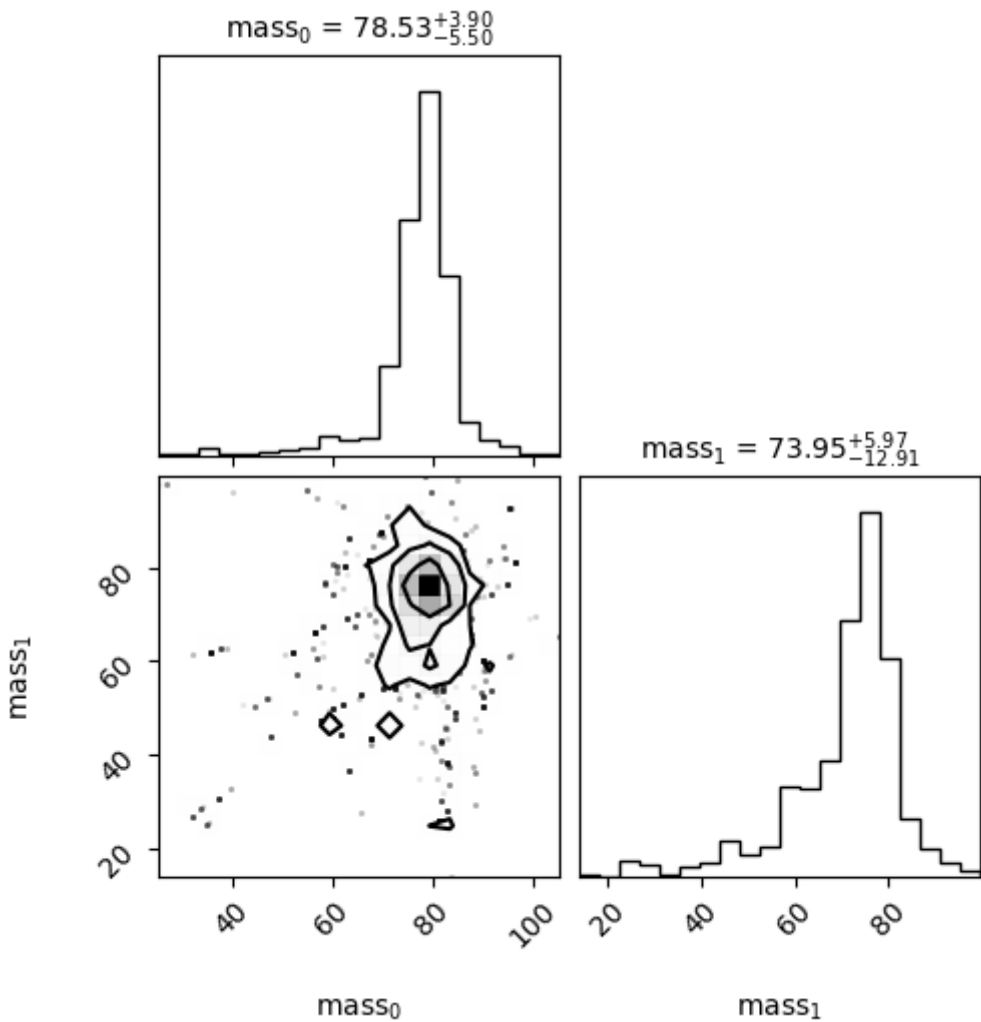 mass₀ = 78.53⁺³·⁹⁰₋₅.₅₀
mass₁ = 73.95⁺⁵·⁹⁷₋₁₂.₉₁
80
60
40
20
mass₁
40 60 80 100
20 40 60 80
mass₀
mass₁